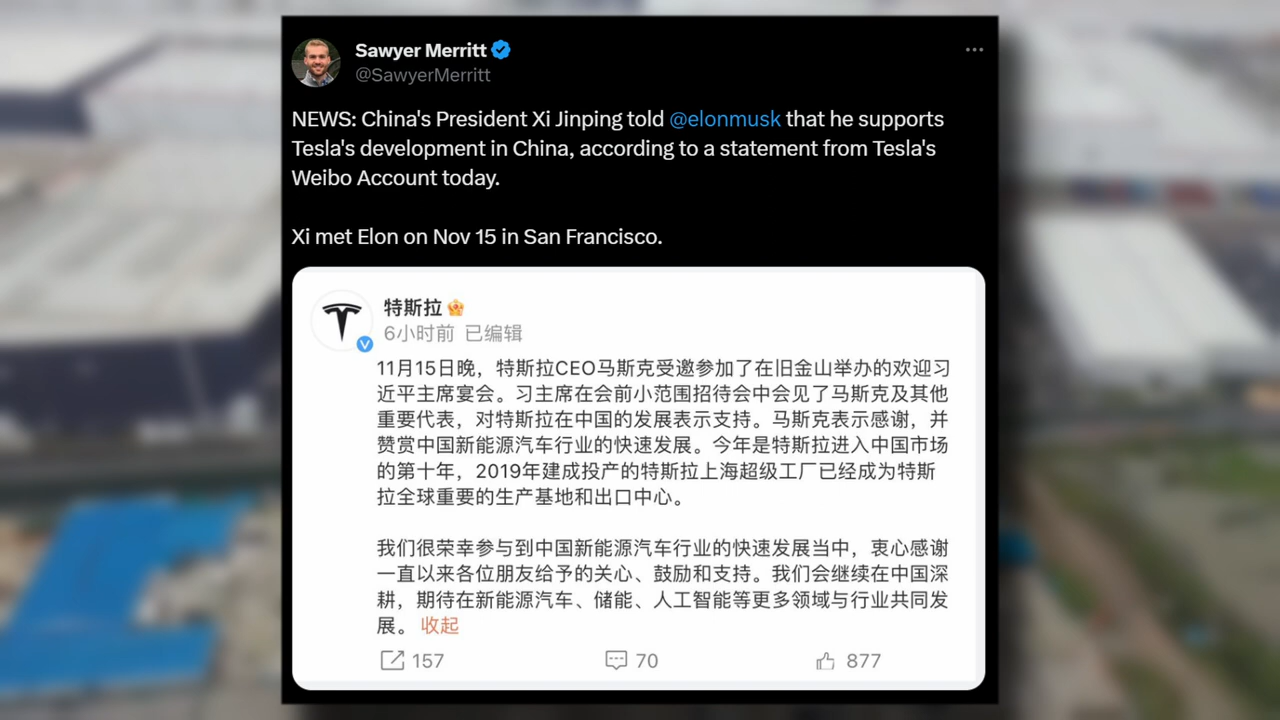 Sawyer Merritt
@SawyerMerritt
NEWS: China's President Xi Jinping told @elonmusk that he supports
Tesla's development in China, according to a statement from Tesla's
Weibo Account today.
Xi met Elon on Nov 15 in San Francisco.
特斯拉
6小时前 已编辑
11月15日晚，特斯拉CEO马斯克受邀参加了在旧金山举办的欢迎习
近平主席宴会。习主席在会前小范围招待会中会见了马斯克及其他
重要代表，对特斯拉在中国的发展表示支持。马斯克表示感谢，并
赞赏中国新能源汽车行业的快速发展。今年是特斯拉进入中国市场
的第十年，2019年建成投产的特斯拉上海超级工厂已经成为特斯
拉全球重要的生产基地和出口中心。
我们很荣幸参与到中国新能源汽车行业的快速发展当中，衷心感谢
一直以来各位朋友给予的关心、鼓励和支持。我们会继续在中国深
耕，期待在新能源汽车、储能、人工智能等更多领域与行业共同发
展。 收起
157
70
877